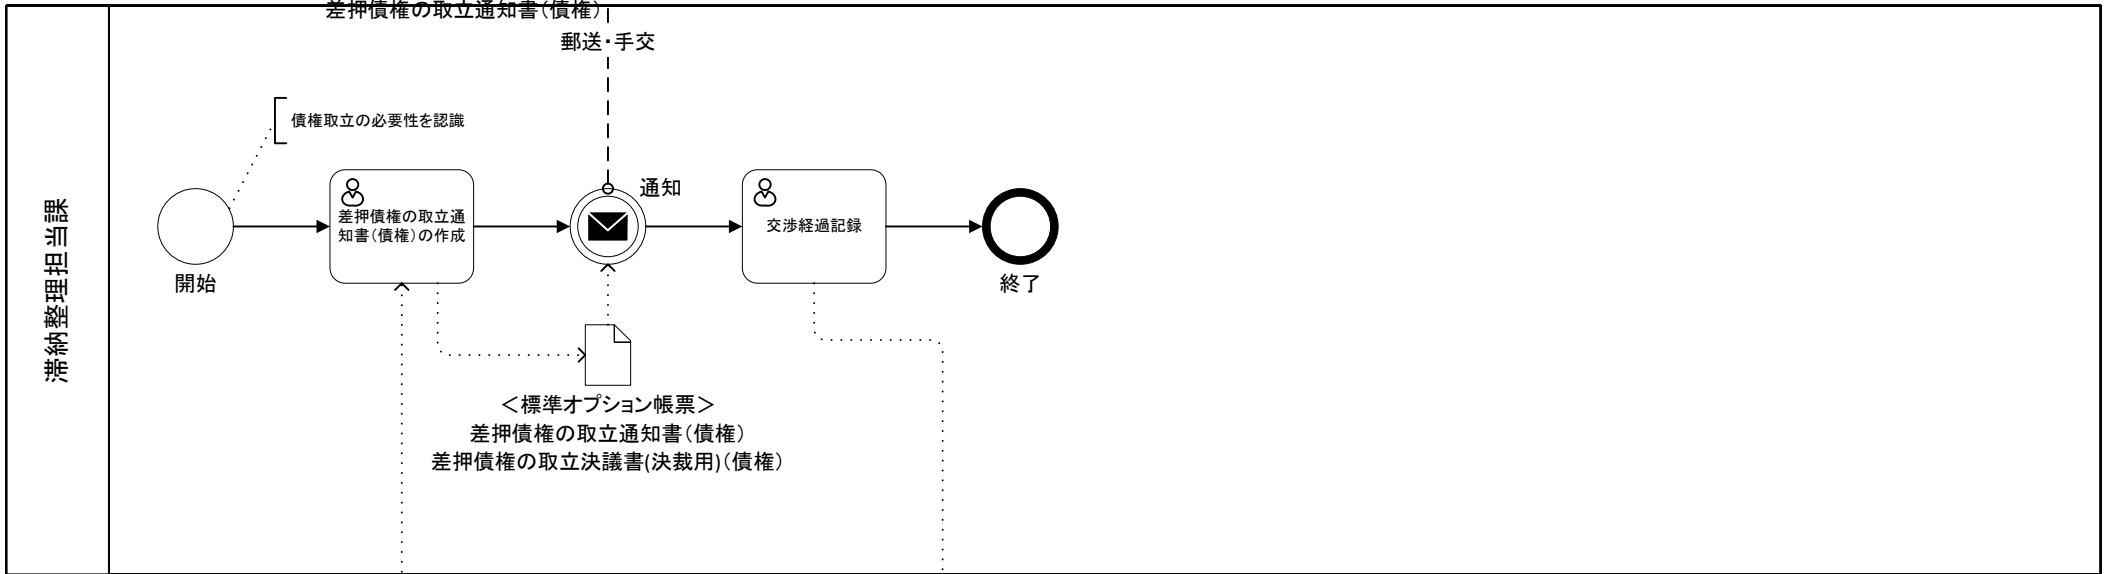 差押債権の取立通知書(債権)
郵送・手交
債権取立の必要性を認識
滞納整理担当課
開始
差押債権の取立通
知書(債権)の作成
通知
交渉経過記録
終了
<標準オプション帳票>
差押債権の取立通知書(債権)
差押債権の取立決議書(決裁用)(債権)